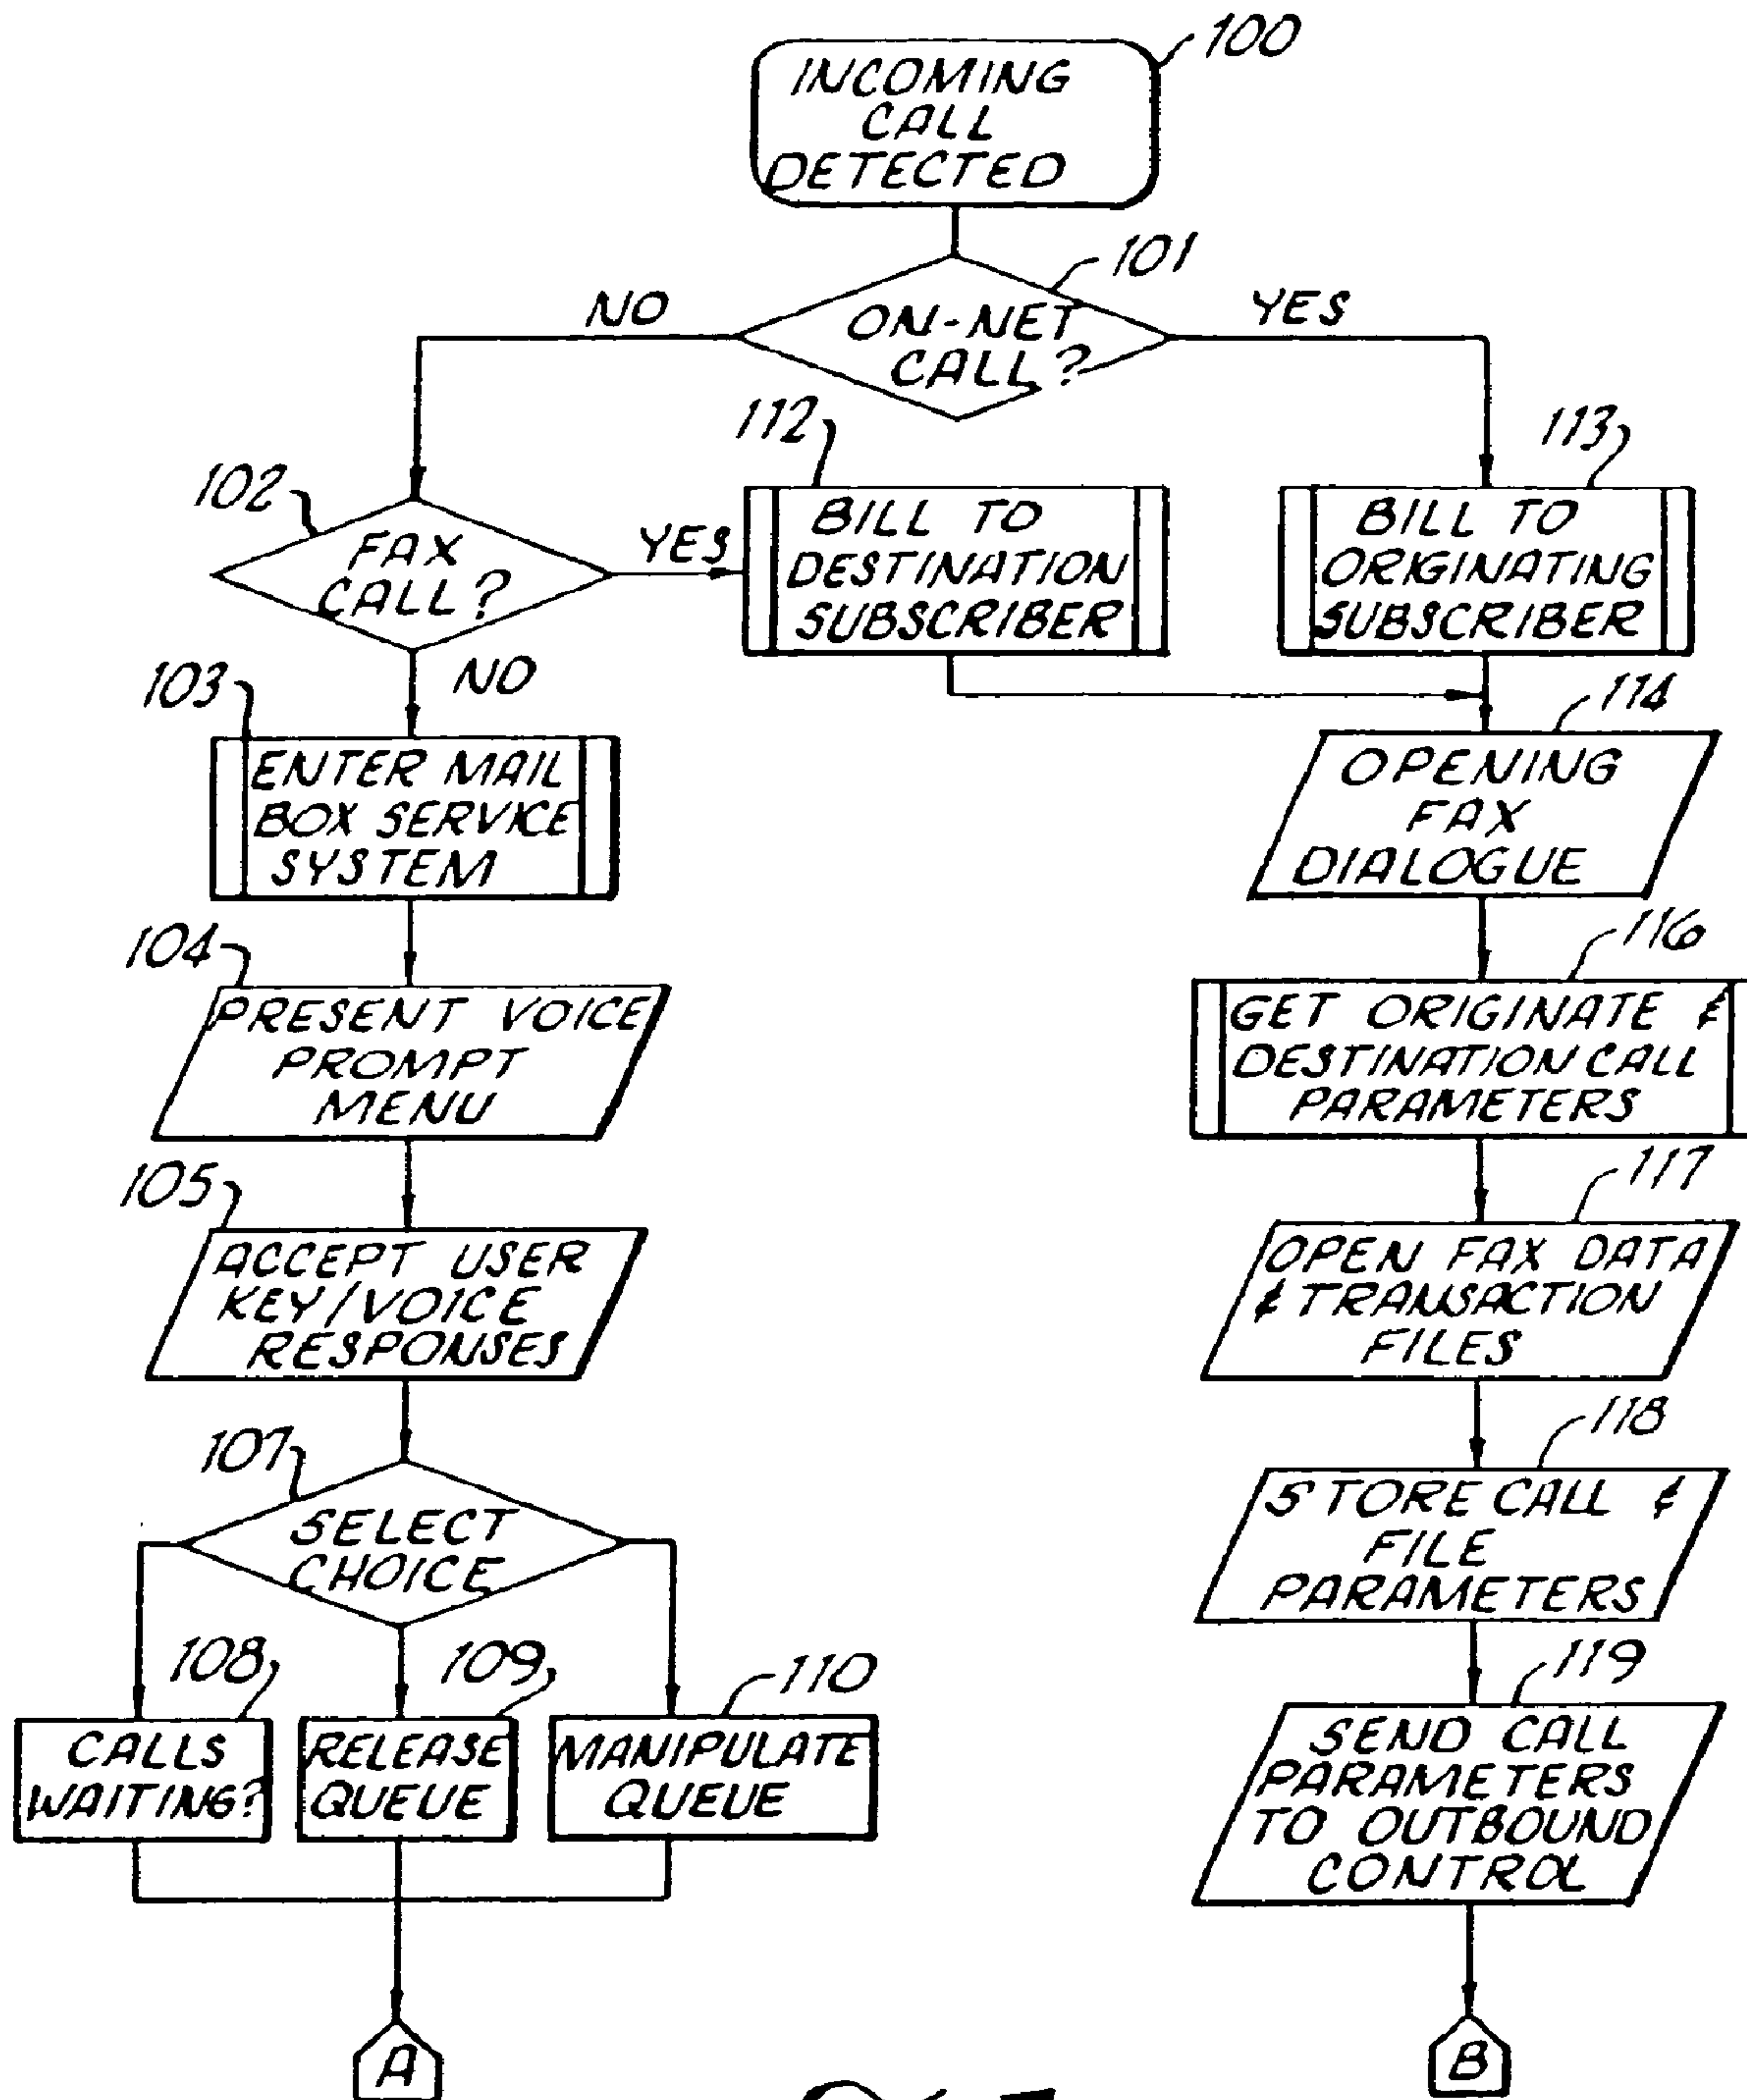 100
INCOMING
CALL
DETECTED
101
NO
ON-NET
CALL?
YES
112
113
102
FAX
CALL?
YES
BILL TO
DESTINATION
SUBSCRIBER
BILL TO
ORIGINATING
SUBSCRIBER
NO
103
ENTER MAIL
BOX SERVICE
SYSTEM
114
OPENING
FAX
DIALOGUE
104
PRESENT VOICE
PROMPT
MENU
116
GET ORIGINATE &
DESTINATION CALL
PARAMETERS
105
ACCEPT USER
KEY/VOICE
RESPONSES
117
OPEN FAX DATA
& TRANSACTION
FILES
107
SELECT
CHOICE
118
STORE CALL &
FILE
PARAMETERS
108
CALLS
WAITING?
109
RELEASE
QUEUE
110
MANIPULATE
QUEUE
119
SEND CALL
PARAMETERS
TO OUTBOUND
CONTROL
A
B